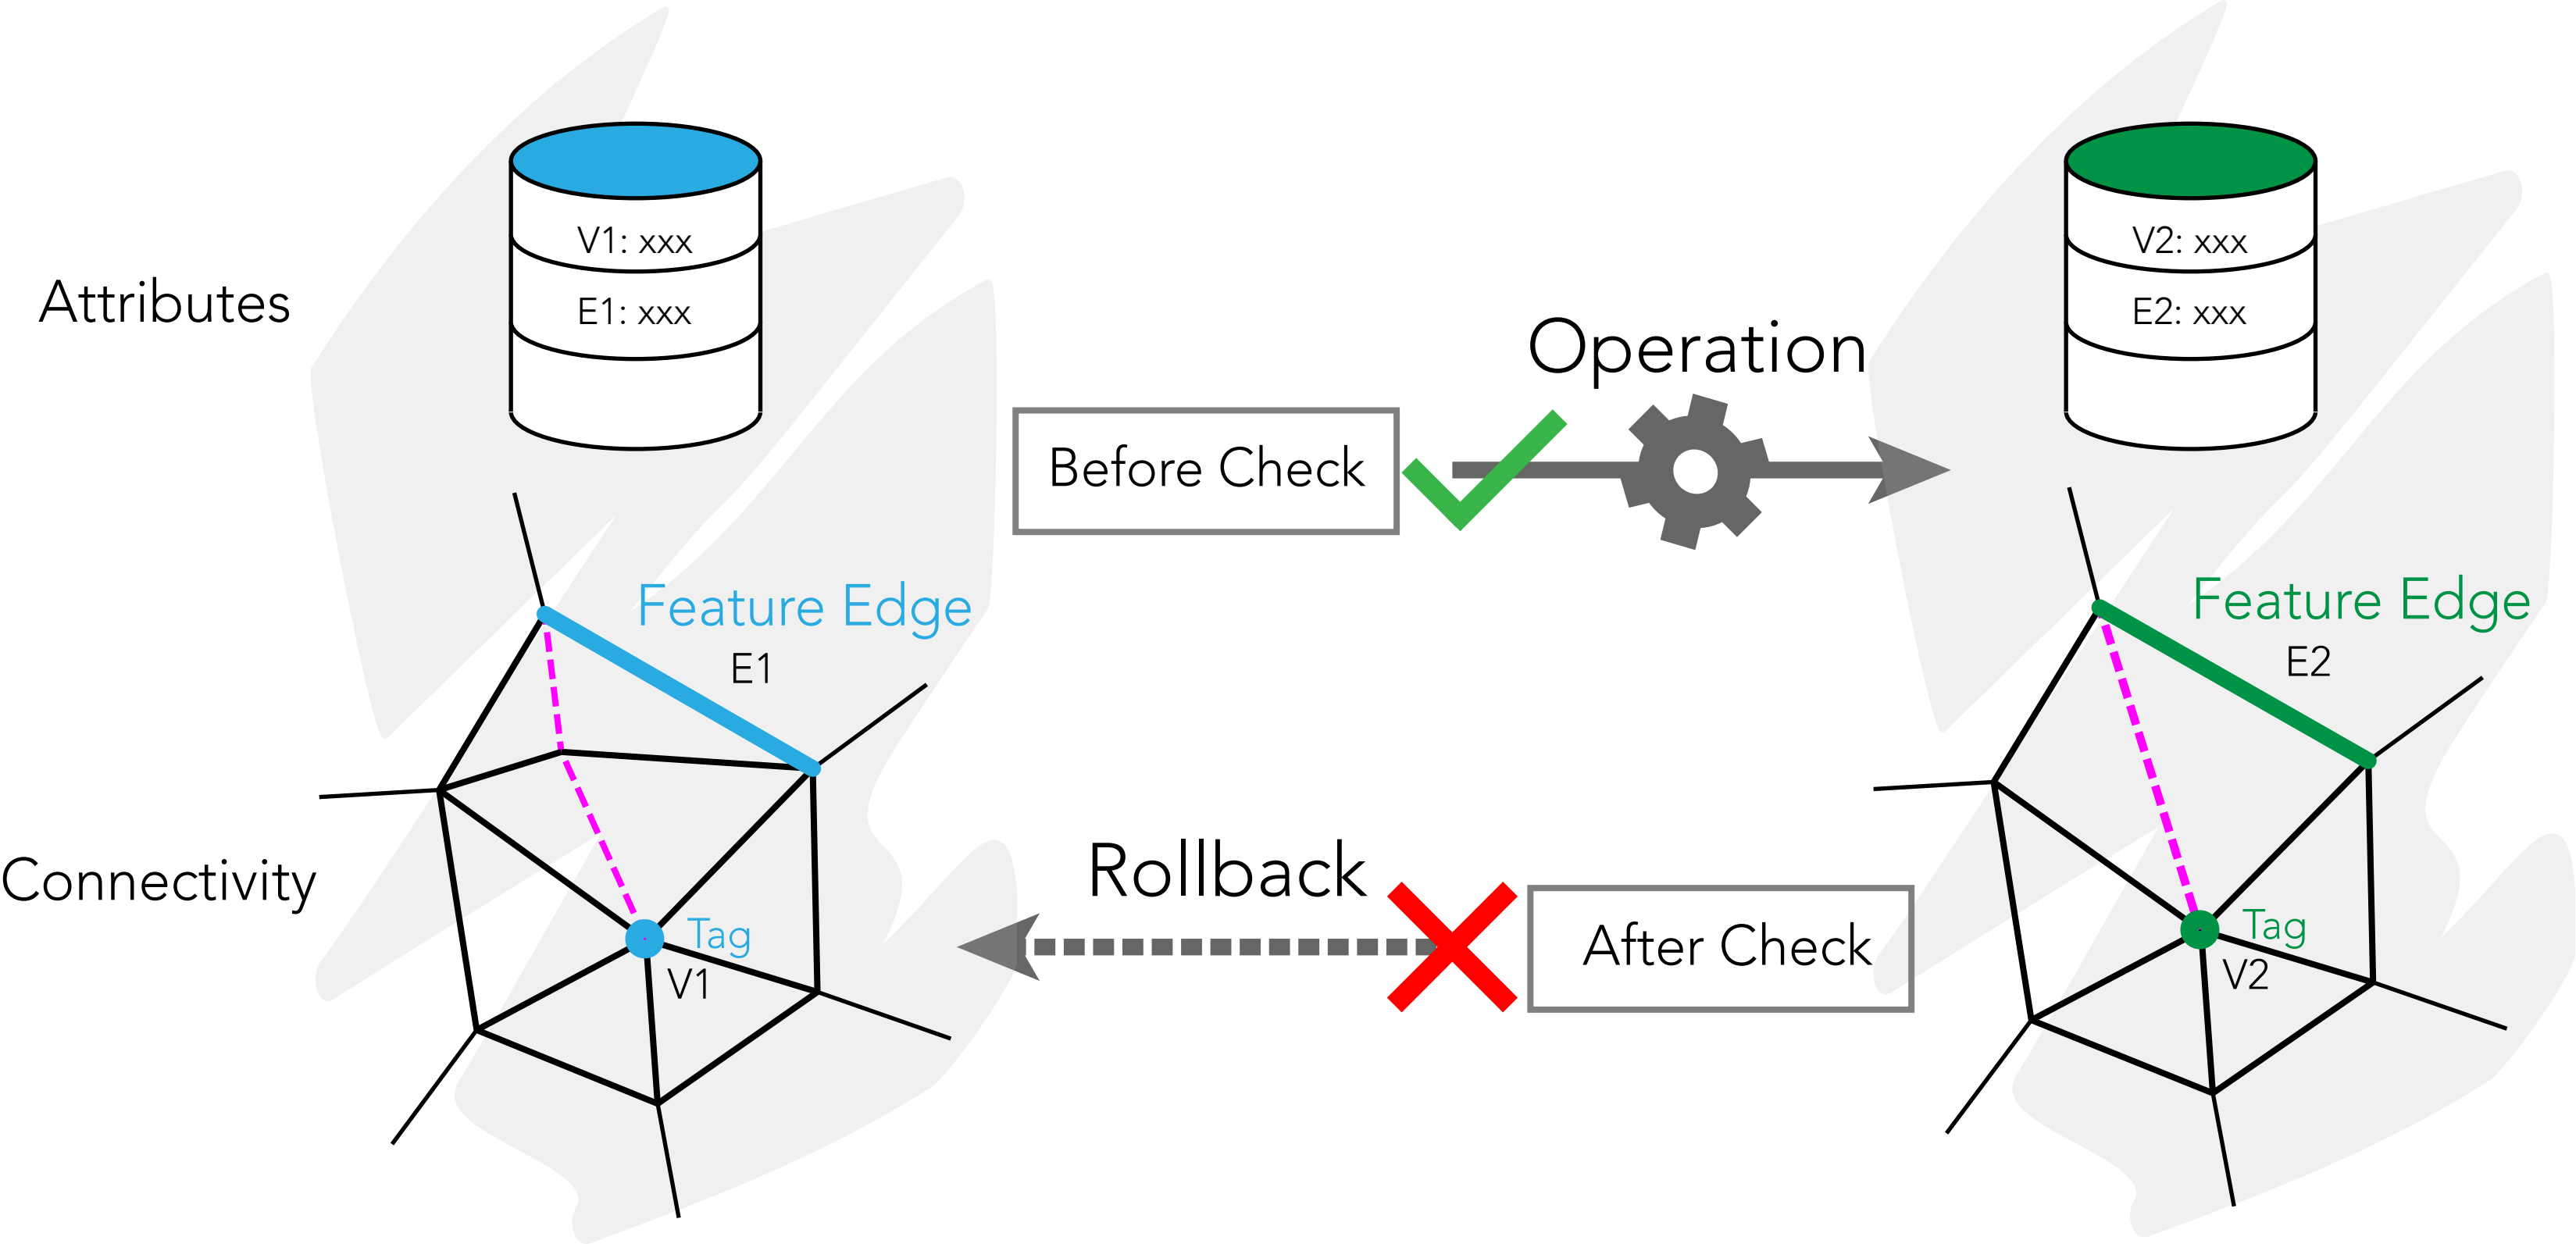 Attributes
V1: xxx
E1: xxx
Feature Edge
E1
Connectivity
Tag
V1
Before Check
Operation
Rollback
After Check
V2: xxx
E2: xxx
Feature Edge
E2
Tag
V2